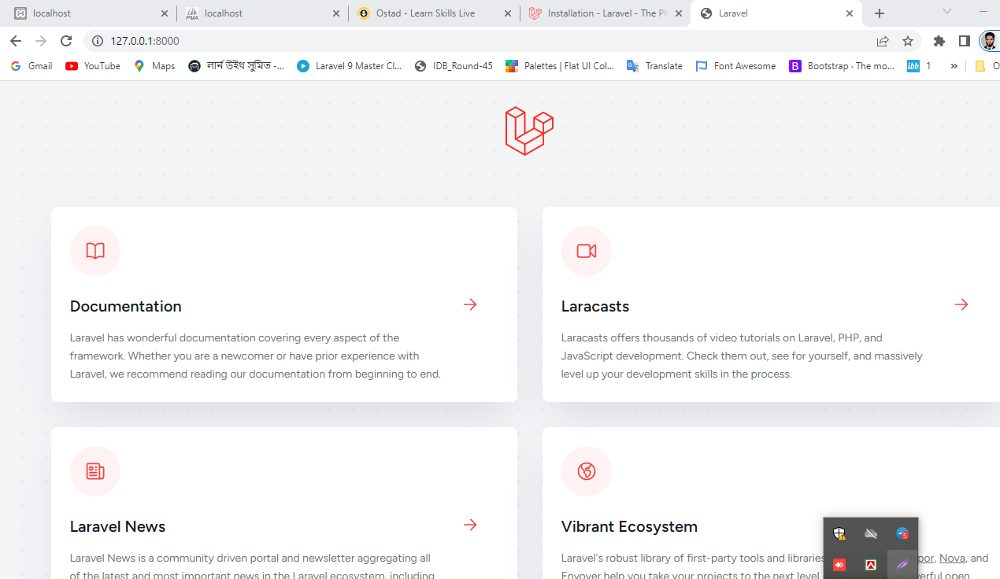 localhost
localhost
Ostad - Learn Skills Live
Installation - Laravel - The PH
Laravel
127.0.0.1:8000
Gmail
YouTube
Maps
লার্ন উইথ সুমিত -...
Laravel 9 Master Cl...
IDB_Round-45
Palettes | Flat UI Col...
Translate
Font Awesome
Bootstrap · The mo...
ibb
1
»
O
Documentation
Laravel has wonderful documentation covering every aspect of the
framework. Whether you are a newcomer or have prior experience with
Laravel, we recommend reading our documentation from beginning to end.
Laracasts
Laracasts offers thousands of video tutorials on Laravel, PHP, and
JavaScript development. Check them out, see for yourself, and massively
level up your development skills in the process.
Laravel News
Laravel News is a community driven portal and newsletter aggregating all
of the latest and most important news in the Laravel ecosystem, including
Vibrant Ecosystem
Laravel's robust library of first-party tools and libraries
por, Nova, and
Envoyer help you take your projects to the next level
verful open
5